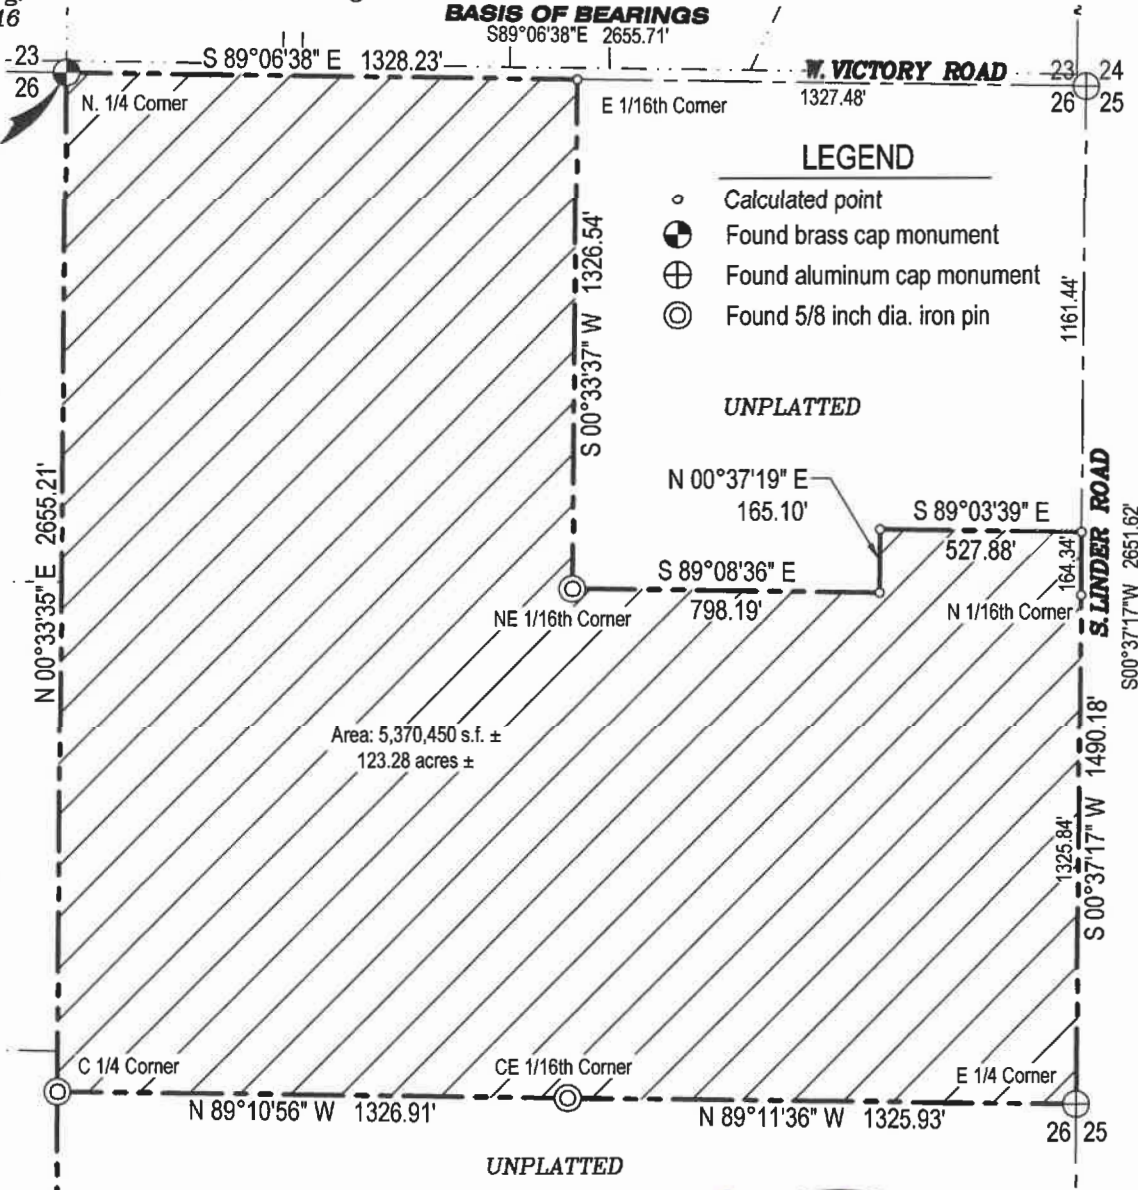 16
BASIS OF BEARINGS
S89°06'38"E 2655.71'
23
26
S 89°06'38" E 1328.23'
W. VICTORY ROAD
1327.48'
23 24
26 25
N. 1/4 Corner
E 1/16th Corner
LEGEND
Calculated point
Found brass cap monument
Found aluminum cap monument
Found 5/8 inch dia. iron pin
S 00°33'37" W 1326.54'
1161.44'
UNPLATTED
N 00°37'19" E
165.10'
S 89°03'39" E
527.88'
S. LINDER ROAD
S00°37'17"W 2651.62'
164.34'
N 00°33'35" E 2655.21'
S 89°08'36" E
798.19'
NE 1/16th Corner
N 1/16th Corner
Area: 5,370,450 s.f. ±
123.28 acres ±
S 00°37'17" W 1490.18'
1325.84'
C 1/4 Corner
CE 1/16th Corner
E 1/4 Corner
N 89°10'56" W 1326.91'
N 89°11'36" W 1325.93'
26 25
UNPLATTED